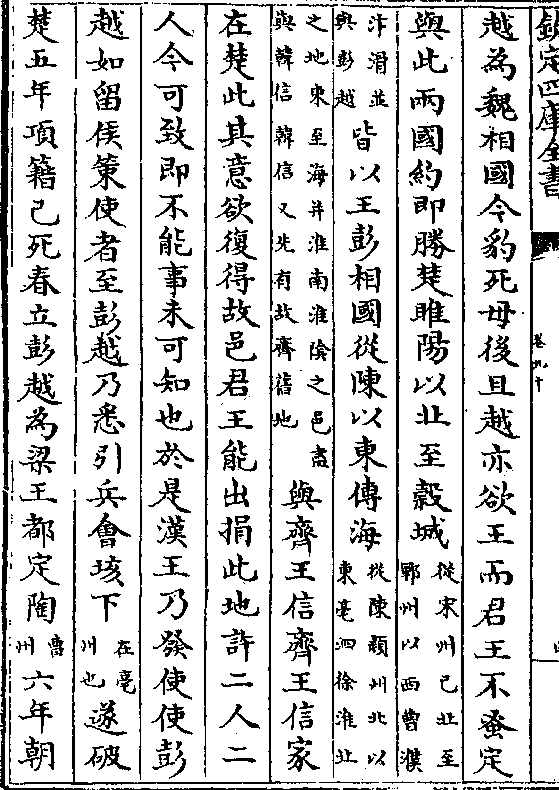 欽定四庫全書
卷九十
越為魏相國今豹死毋後且越亦欲王而君王不蚤定
與此兩國約即勝楚睢陽以北至穀城從宋州已北至鄆州以西曹濮
汴滑並與彭越皆以王彭相國從陳以東傳海從陳潁州北以東亳泗徐淮北
之地東至海并淮南淮陰之邑盡與韓信韓信又先有故齊舊地與齊王信齊王信家
在楚此其意欲復得故邑君王能出捐此地許二人二
人今可致即不能事未可知也於是漢王乃發使使彭
越如留侯策使者至彭越乃悉引兵會垓下在亳州也遂破
楚五年項籍已死春立彭越為梁王都定陶曹州六年朝